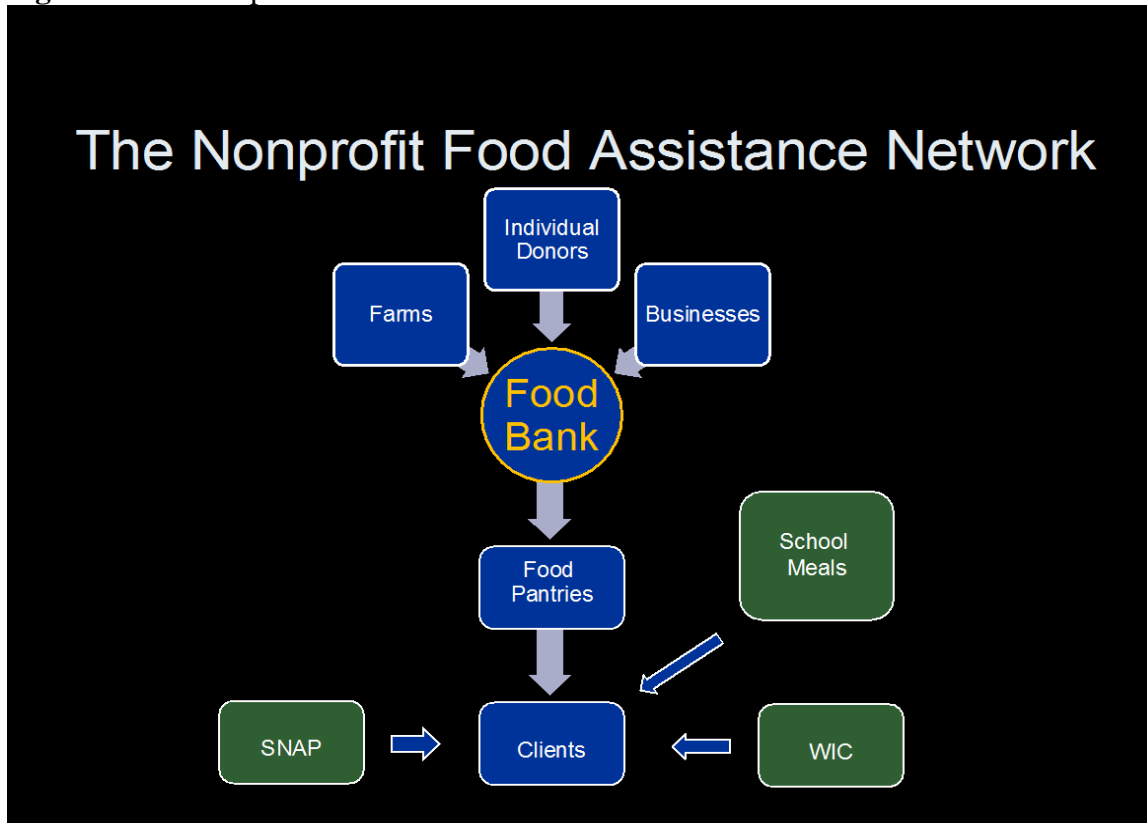 The Nonprofit Food Assistance Network
Individual
Donors
Farms
Businesses
Food
Bank
School
Meals
Food
Pantries
SNAP
Clients
WIC